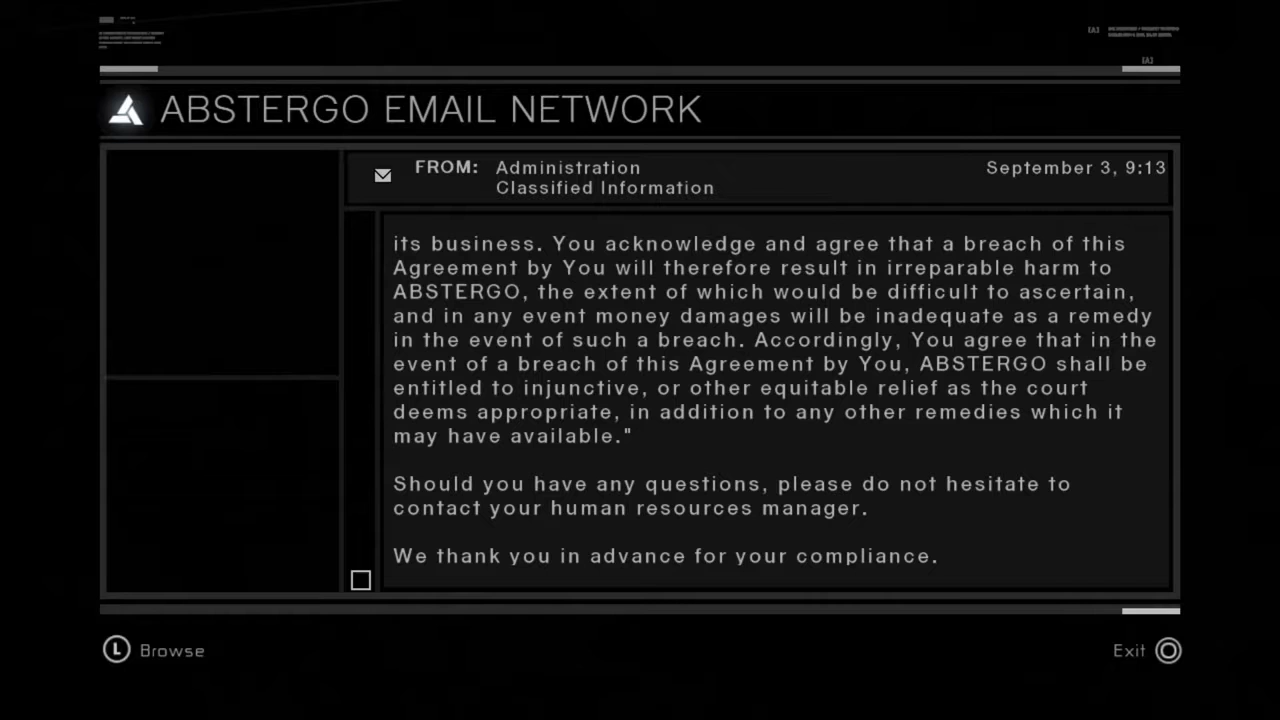 [A]
[A]
ABSTERGO EMAIL NETWORK
FROM: Administration
September 3, 9:13
Classified Information
its business. You acknowledge and agree that a breach of this
Agreement by You will therefore result in irreparable harm to
ABSTERGO, the extent of which would be difficult to ascertain,
and in any event money damages will be inadequate as a remedy
in the event of such a breach. Accordingly, You agree that in the
event of a breach of this Agreement by You, ABSTERGO shall be
entitled to injunctive, or other equitable relief as the court
deems appropriate, in addition to any other remedies which it
may have available."
Should you have any questions, please do not hesitate to
contact your human resources manager.
We thank you in advance for your compliance.
L Browse
Exit